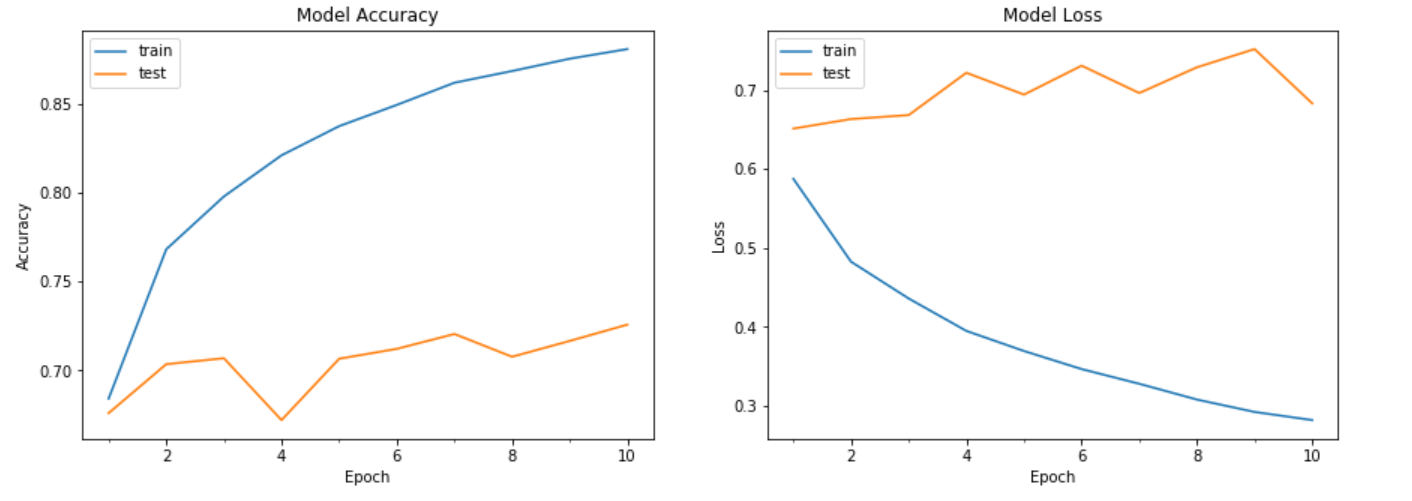 Model Accuracy
train
test
0.85
0.80
0.75
0.70
Accuracy
2 4 6 8 10
Epoch
Model Loss
train
test
0.7
0.6
0.5
0.4
0.3
Loss
2 4 6 8 10
Epoch